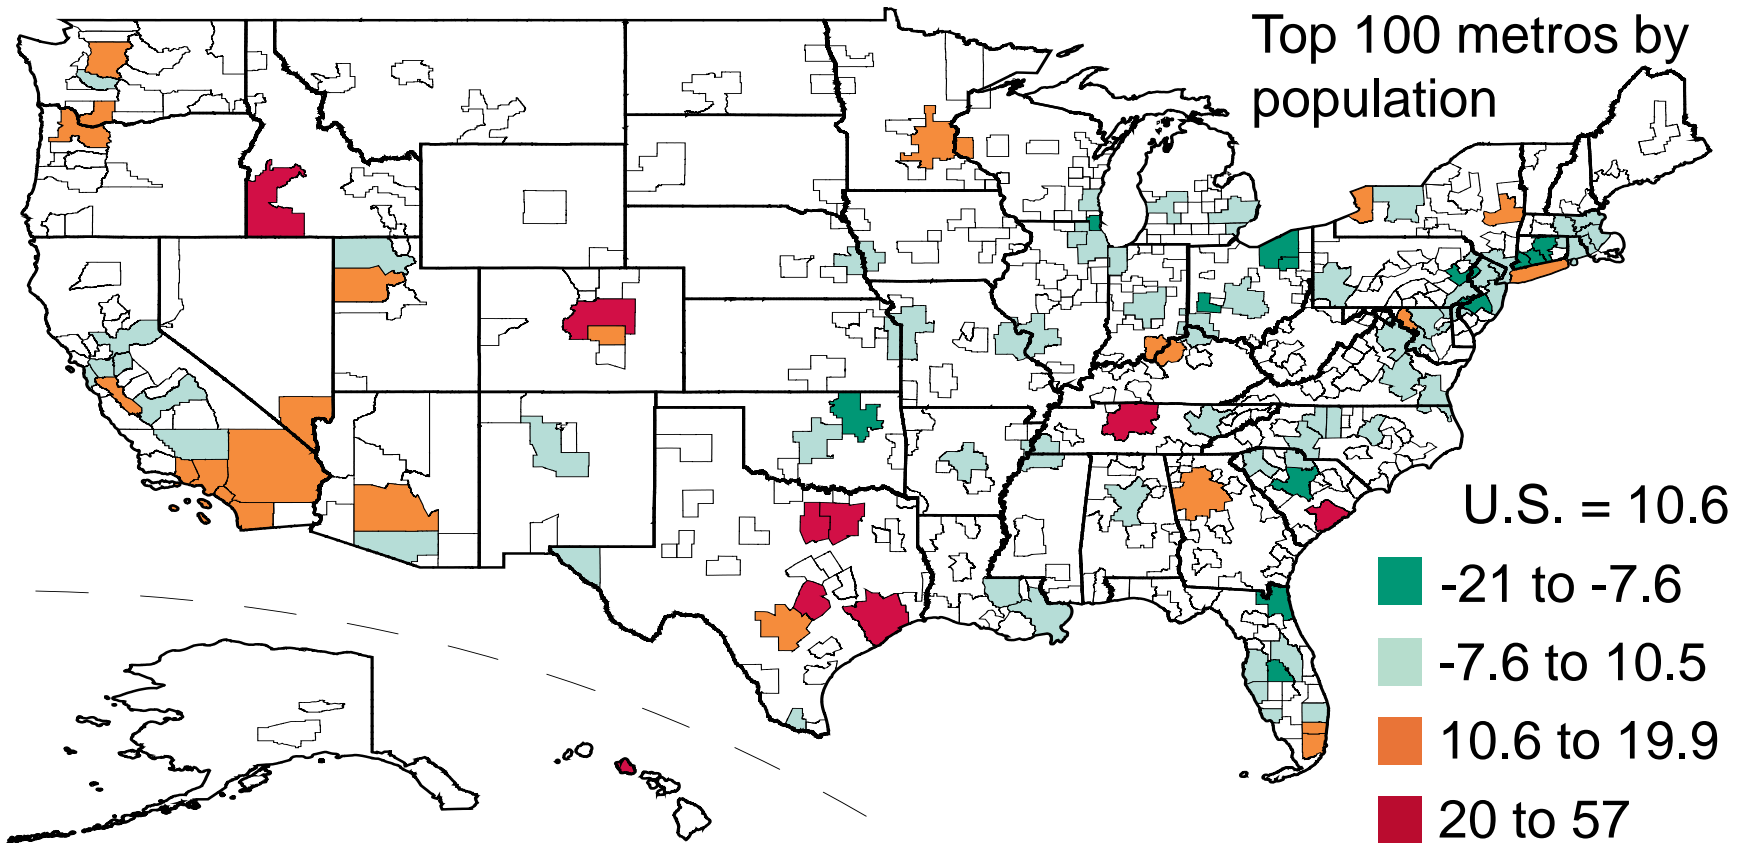 Top 100 metros by
population
U.S. = 10.6
-21 to -7.6
-7.6 to 10.5
10.6 to 19.9
20 to 57